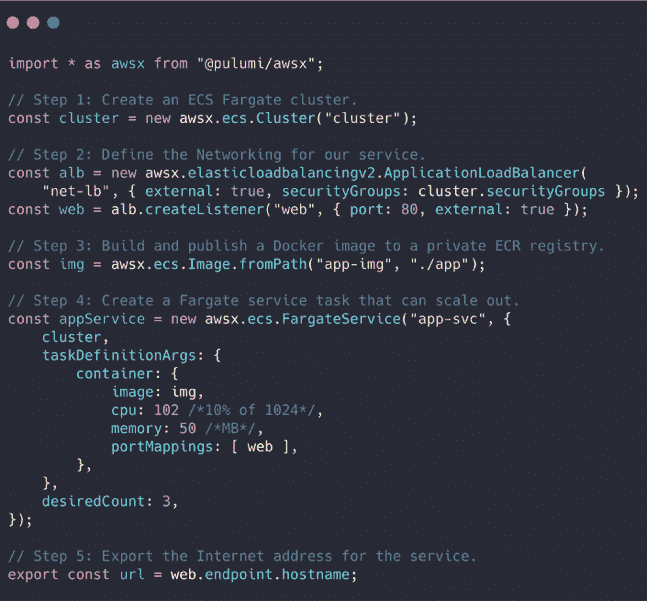 import * as awsx from "@pulumi/awsx";
// Step 1: Create an ECS Fargate cluster.
const cluster = new awsx.ecs.Cluster("cluster");
// Step 2: Define the Networking for our service.
const alb = new awsx.elasticloadbalancingv2.ApplicationLoadBalancer(
    "net-lb", { external: true, securityGroups: cluster.securityGroups });
const web = alb.createListener("web", { port: 80, external: true });
// Step 3: Build and publish a Docker image to a private ECR registry.
const img = awsx.ecs.Image.fromPath("app-img", "./app");
// Step 4: Create a Fargate service task that can scale out.
const appService = new awsx.ecs.FargateService("app-svc", {
    cluster,
    taskDefinitionArgs: {
        container: {
            image: img,
            cpu: 102 /*10% of 1024*/,
            memory: 50 /*MB*/,
            portMappings: [ web ],
        },
    },
    desiredCount: 3,
});
// Step 5: Export the Internet address for the service.
export const url = web.endpoint.hostname;